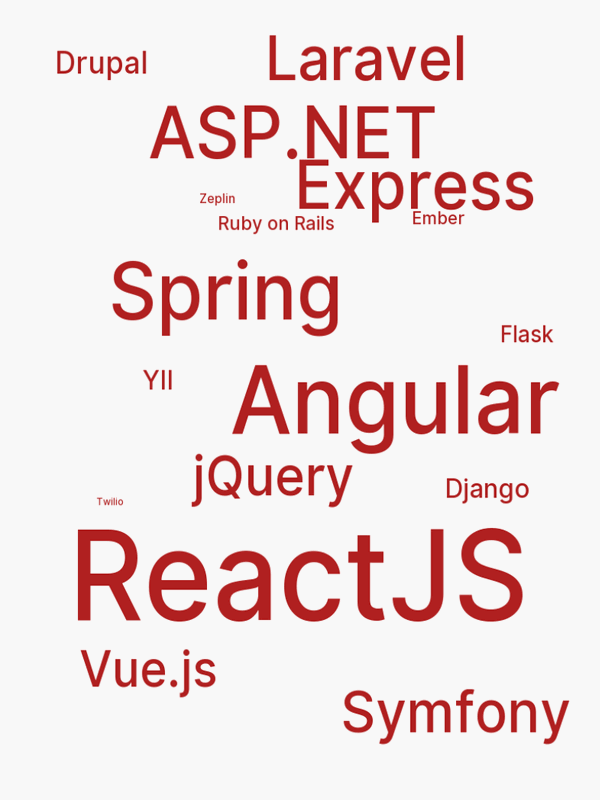 Laravel
Drupal
ASP.NET
Express
Zeplin
Ember
Ruby on Rails
Spring
Flask
YII
Angular
jQuery
Django
Twilio
ReactJS
Vue.js
Symfony